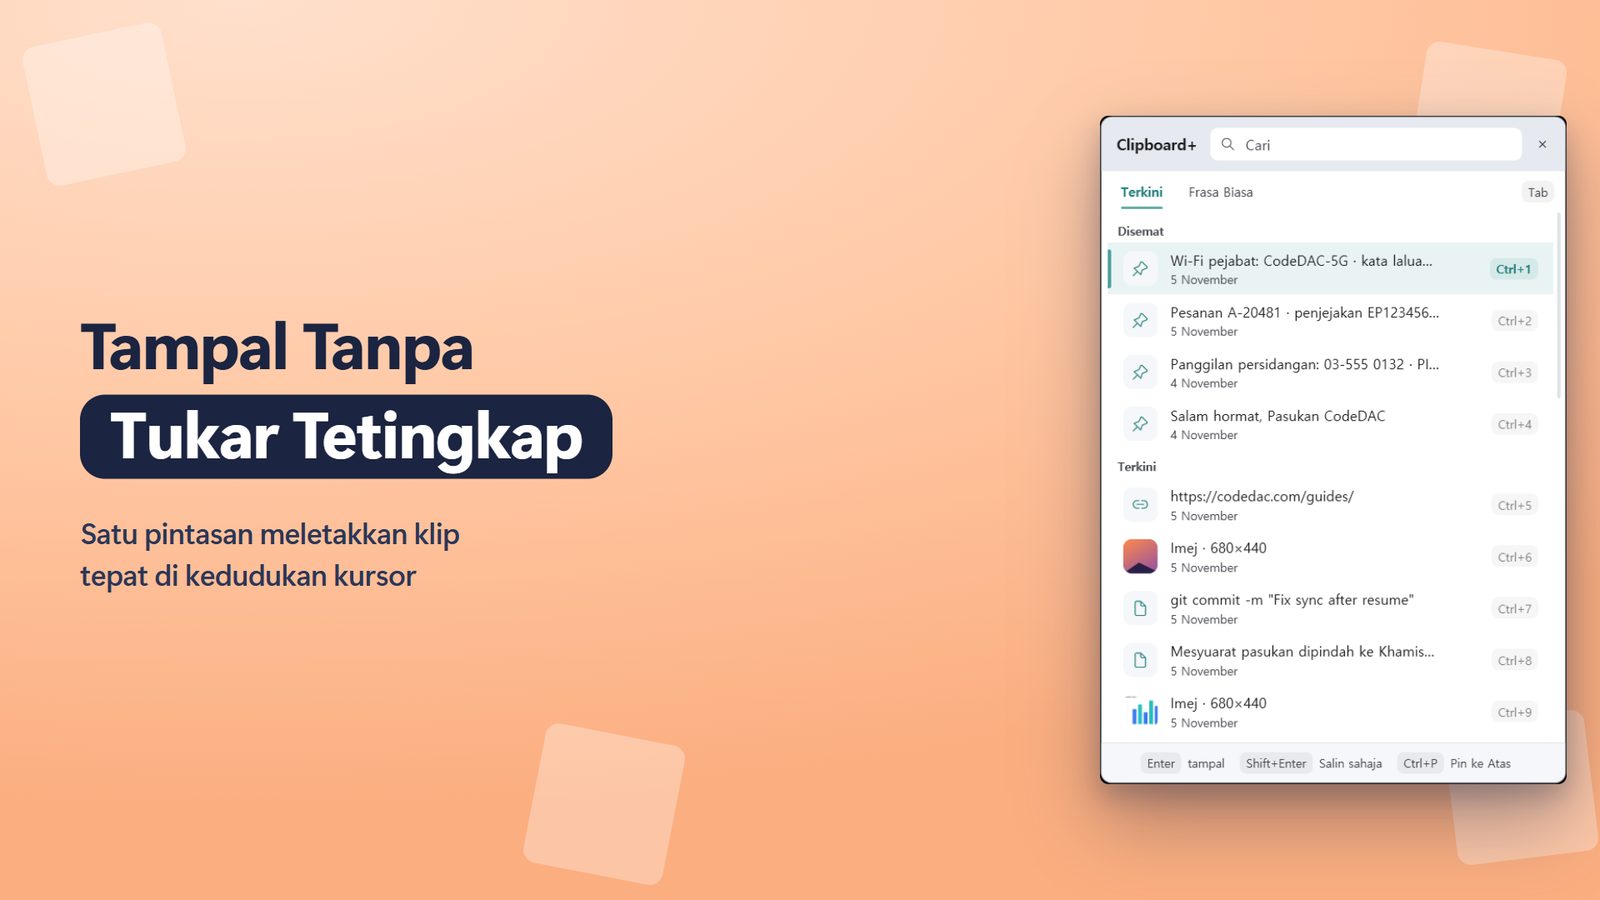 Tampal Tanpa
Tukar Tetingkap
Satu pintasan meletakkan klip
tepat di kedudukan kursor
Clipboard+
Cari
×
Terkini
Frasa Biasa
Tab
Disemat
Wi-Fi pejabat: CodeDAC-5G · kata lalua...
5 November
Ctrl+1
Pesanan A-20481 · penjejakan EP123456...
5 November
Ctrl+2
Panggilan persidangan: 03-555 0132 · PI...
4 November
Ctrl+3
Salam hormat, Pasukan CodeDAC
4 November
Ctrl+4
Terkini
https://codedac.com/guides/
5 November
Ctrl+5
Imej · 680×440
5 November
Ctrl+6
git commit -m "Fix sync after resume"
5 November
Ctrl+7
Mesyuarat pasukan dipindah ke Khamis...
5 November
Ctrl+8
Imej · 680×440
5 November
Ctrl+9
Enter tampal Shift+Enter Salin sahaja Ctrl+P Pin ke Atas